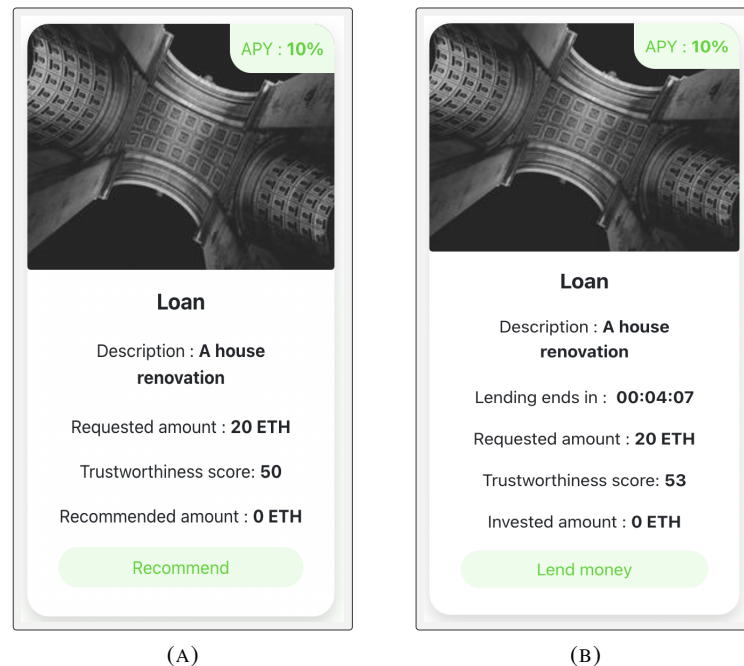 APY : 10%
Loan
Description : A house
renovation
Requested amount : 20 ETH
Trustworthiness score: 50
Recommended amount : 0 ETH
Recommend
(A)
APY : 10%
Loan
Description : A house
renovation
Lending ends in : 00:04:07
Requested amount : 20 ETH
Trustworthiness score: 53
Invested amount : 0 ETH
Lend money
(B)